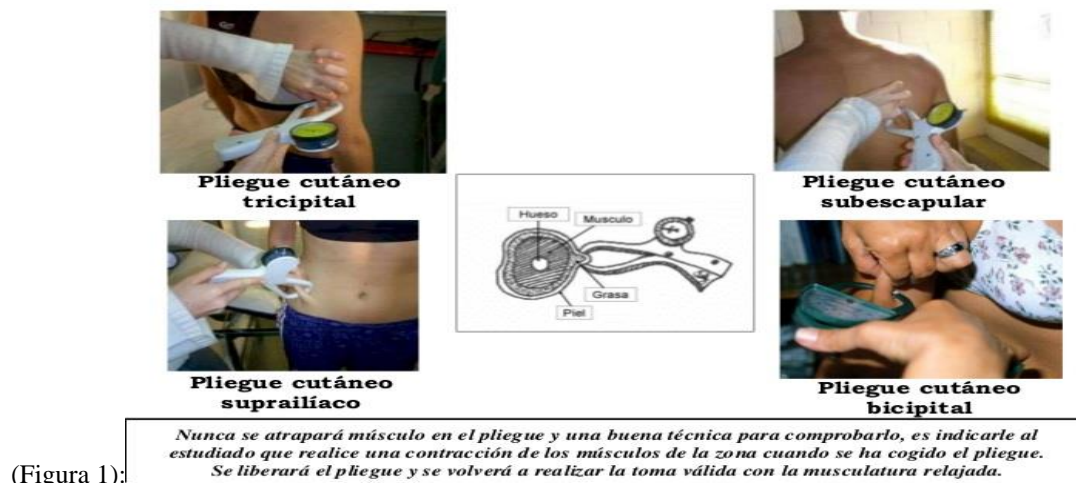 Pliegue cutáneo
tricipital
Pliegue cutáneo
subescapular
Hueso
Musculo
Grasa
Piel
Pliegue cutáneo
suprailíaco
Pliegue cutáneo
bicipital
Nunca se atrapará músculo en el pliegue y una buena técnica para comprobarlo, es indicarle al
estudiado que realice una contracción de los músculos de la zona cuando se ha cogido el pliegue.
(Figura 1): Se liberará el pliegue y se volverá a realizar la toma válida con la musculatura relajada.